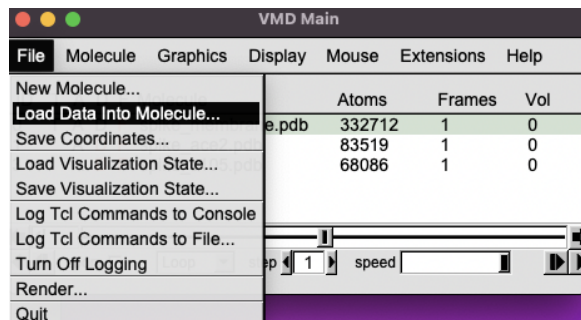 VMD Main
File Molecule Graphics Display Mouse Extensions Help
New Molecule...
Load Data Into Molecule...
Save Coordinates...
Load Visualization State...
Save Visualization State...
Log Tcl Commands to Console
Log Tcl Commands to File...
Turn Off Logging
Render...
Quit
Atoms Frames Vol
e.pdb 332712 1 0
83519 1 0
68086 1 0
Loop step 1 speed